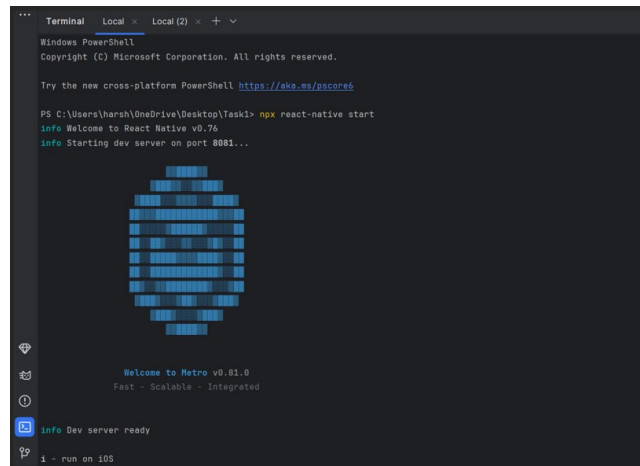 Terminal Local × Local (2) × + ∨
Windows PowerShell
Copyright (C) Microsoft Corporation. All rights reserved.
Try the new cross-platform PowerShell https://aka.ms/pscore6
PS C:\Users\harsh\OneDrive\Desktop\Task1> npx react-native start
info Welcome to React Native v0.76
info Starting dev server on port 8081...
Welcome to Metro v0.81.0
Fast - Scalable - Integrated
info Dev server ready
i - run on iOS